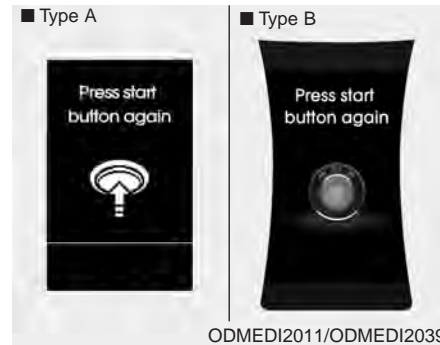 ■ Type A
Press start
button again
■ Type B
Press start
button again
ODMEDI2011/ODMEDI2039